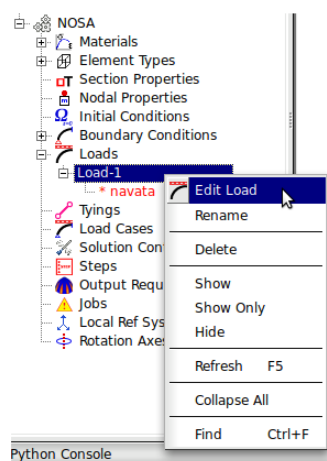 NOSA
Materials
Element Types
Section Properties
Nodal Properties
Initial Conditions
Boundary Conditions
Loads
Load-1
* navata
Tyings
Load Cases
Solution Con
Steps
Output Requ
Jobs
Local Ref Sys
Rotation Axes
Edit Load
Rename
Delete
Show
Show Only
Hide
Refresh F5
Collapse All
Find Ctrl+F
Python Console